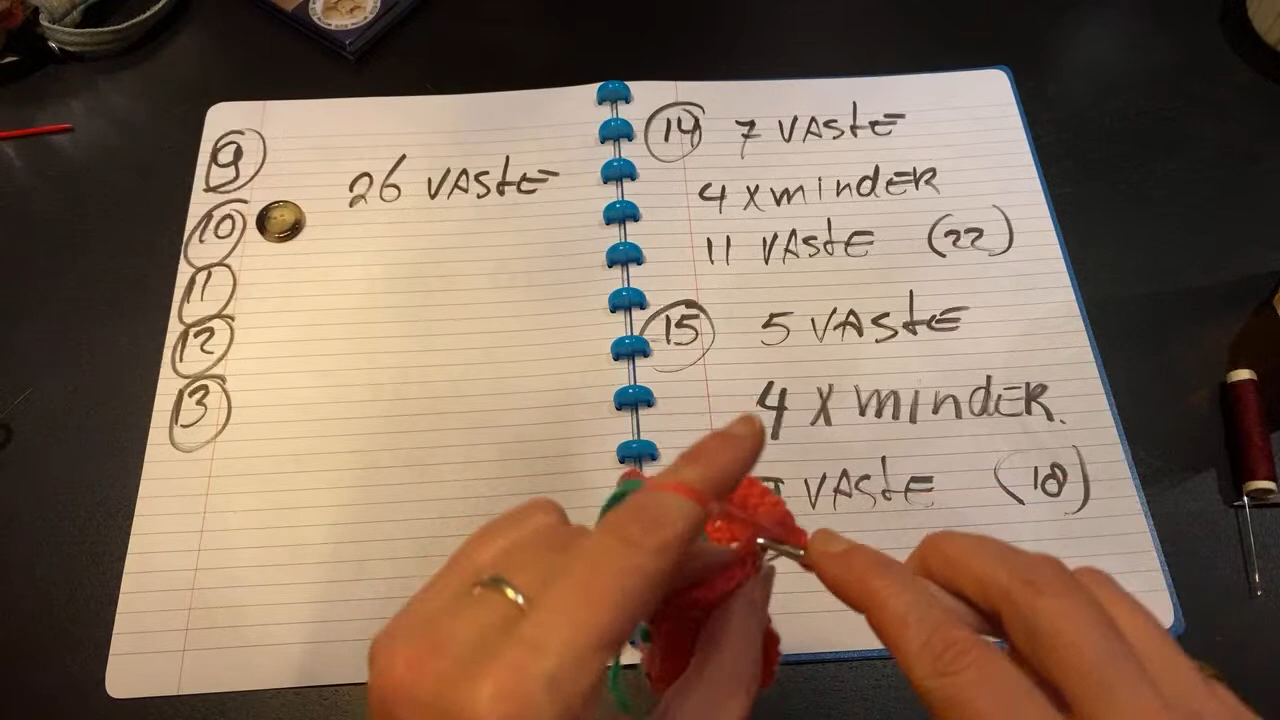 9
26 VASTE
10
11
12
13
14 7 VASTE
4 X minDER
11 VASTE (22)
15 5 VASTE
4 X minDER.
VASTE (18)